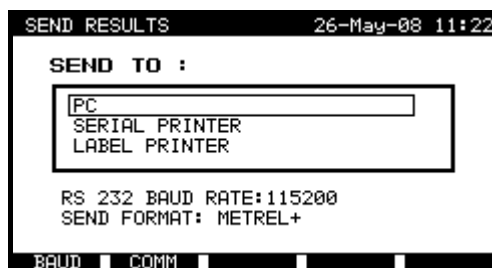 SEND RESULTS 26-May-08 11:22
SEND TO :
PC
SERIAL PRINTER
LABEL PRINTER
RS 232 BAUD RATE:115200
SEND FORMAT: METREL+
BAUD COMM